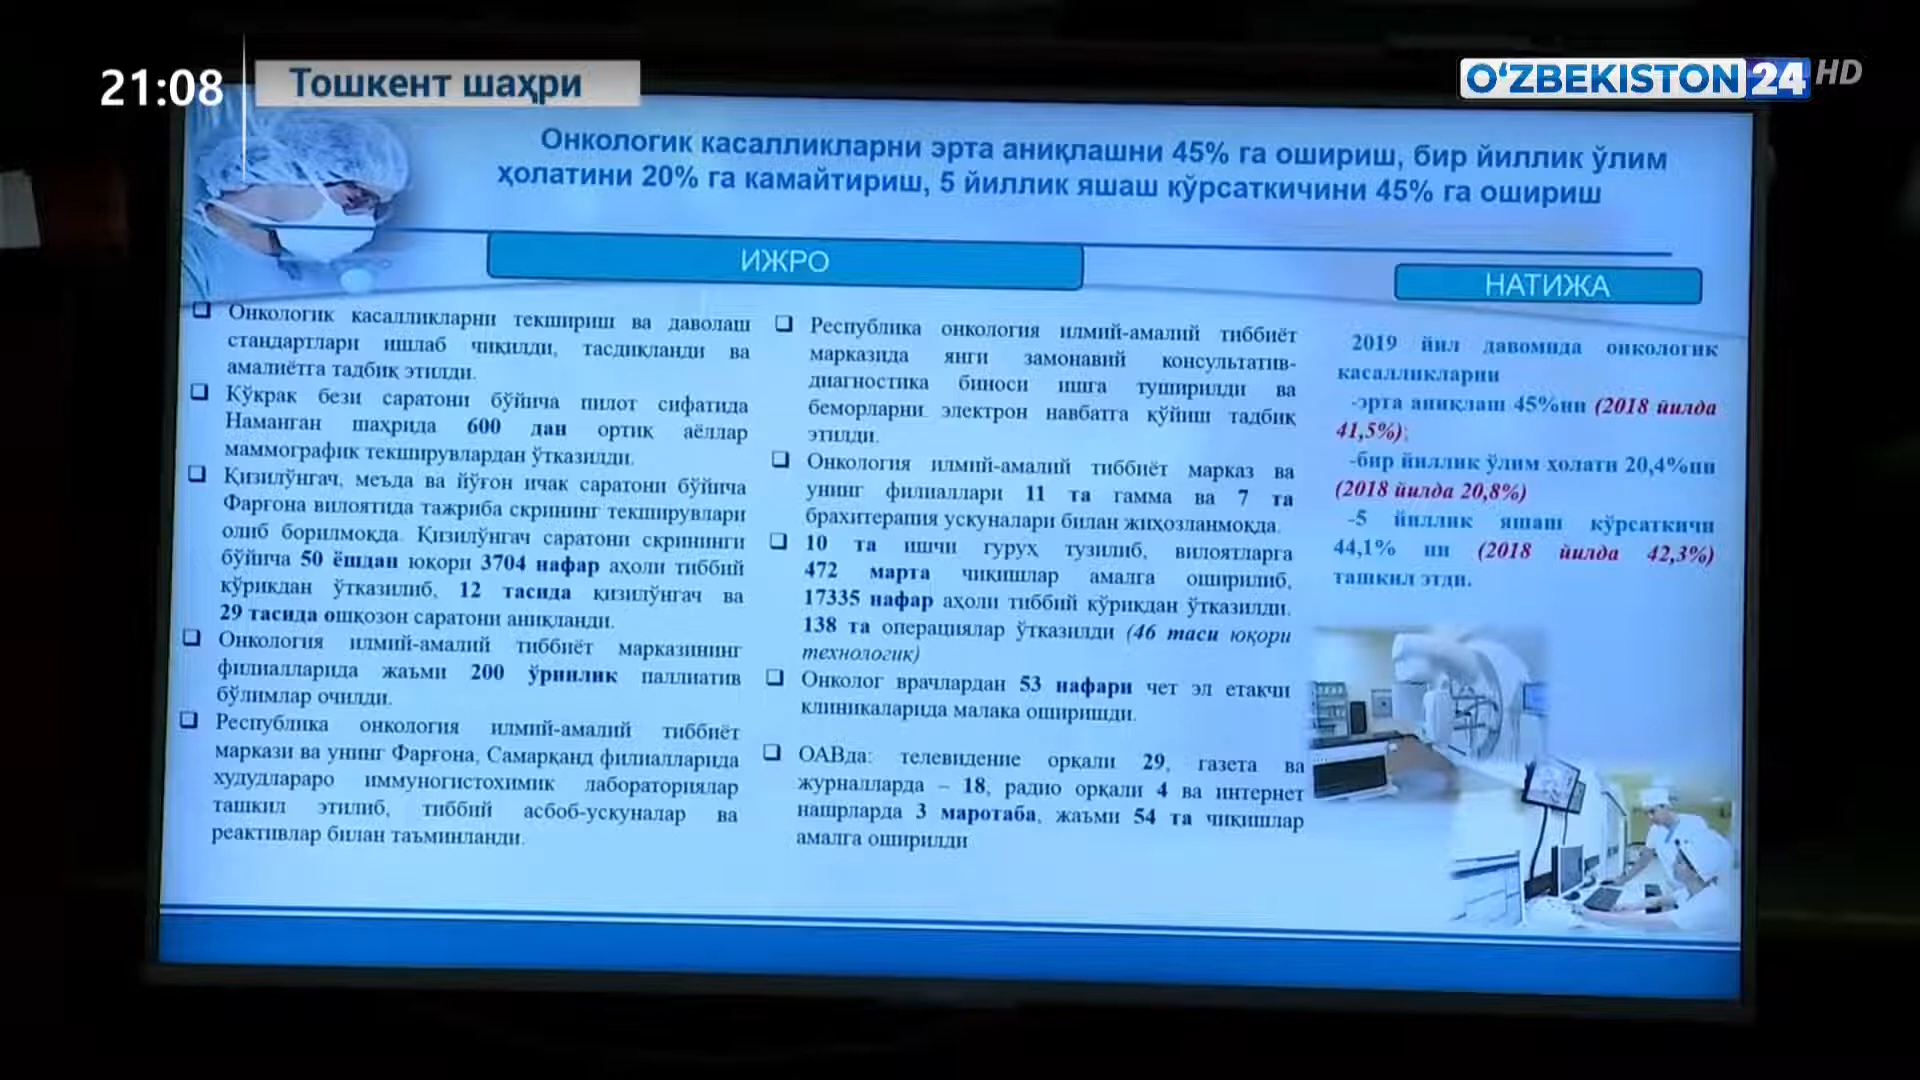 21:08
Тошкент шаҳри
O‘ZBEKISTON 24 HD
Онкологик касалликларни эрта аниқлашни 45% га ошириш, бир йиллик ўлим
ҳолатини 20% га камайтириш, 5 йиллик яшаш кўрсаткичини 45% га ошириш
ИЖРО
❑ Онкологик касалликларни текшириш ва даволаш
стандартлари ишлаб чиқилди, тасдиқланди ва
амалиётга тадбиқ этилди.
❑ Кўкрак бези саратони бўйича пилот сифатида
Наманган шаҳрида 600 дан ортиқ аёллар
маммографик текширувлардан ўтказилди.
❑ Қизилўнгач, меъда ва йўғон ичак саратони бўйича
Фарғона вилоятида тажриба скрининг текширувлари
олиб борилмоқда. Қизилўнгач саратони скрининги
бўйича 50 ёшдан юқори 3704 нафар аҳоли тиббий
кўрикдан ўтказилиб, 12 тасида қизилўнгач ва
29 тасида ошқозон саратони аниқланди.
❑ Онкология илмий-амалий тиббиёт марказининг
филиалларида жаъми 200 ўринлик паллиатив
бўлимлар очилди.
❑ Республика онкология илмий-амалий тиббиёт
маркази ва унинг Фарғона, Самарқанд филиалларида
ҳудудлараро иммуногистохимик лабораториялар
ташкил этилиб, тиббий асбоб-ускуналар ва
реактивлар билан таъминланди.
❑ Республика онкология илмий-амалий тиббиёт
марказида янги замонавий консультатив-
диагностика биноси ишга туширилди ва
беморларни электрон навбатга қўйиш тадбиқ
этилди.
❑ Онкология илмий-амалий тиббиёт марказ ва
унинг филиаллари 11 та гамма ва 7 та
брахитерапия ускуналари билан жиҳозланмоқда.
❑ 10 та ишчи гуруҳ тузилиб, вилоятларга
472 марта чиқишлар амалга оширилиб,
17335 нафар аҳоли тиббий кўрикдан ўтказилди.
138 та операциялар ўтказилди (46 таси юқори
технологик)
❑ Онколог врачлардан 53 нафари чет эл етакчи
клиникаларида малака оширишди.
❑ ОАВда: телевидение орқали 29, газета ва
журналларда – 18, радио орқали 4 ва интернет
нашрларда 3 маротаба, жаъми 54 та чиқишлар
амалга оширилди
НАТИЖА
2019 йил давомида онкологик
касалликларни
-эрта аниқлаш 45%ни (2018 йилда
41,5%);
-бир йиллик ўлим ҳолати 20,4%ни
(2018 йилда 20,8%)
-5 йиллик яшаш кўрсаткичи
44,1% ни (2018 йилда 42,3%)
ташкил этди.